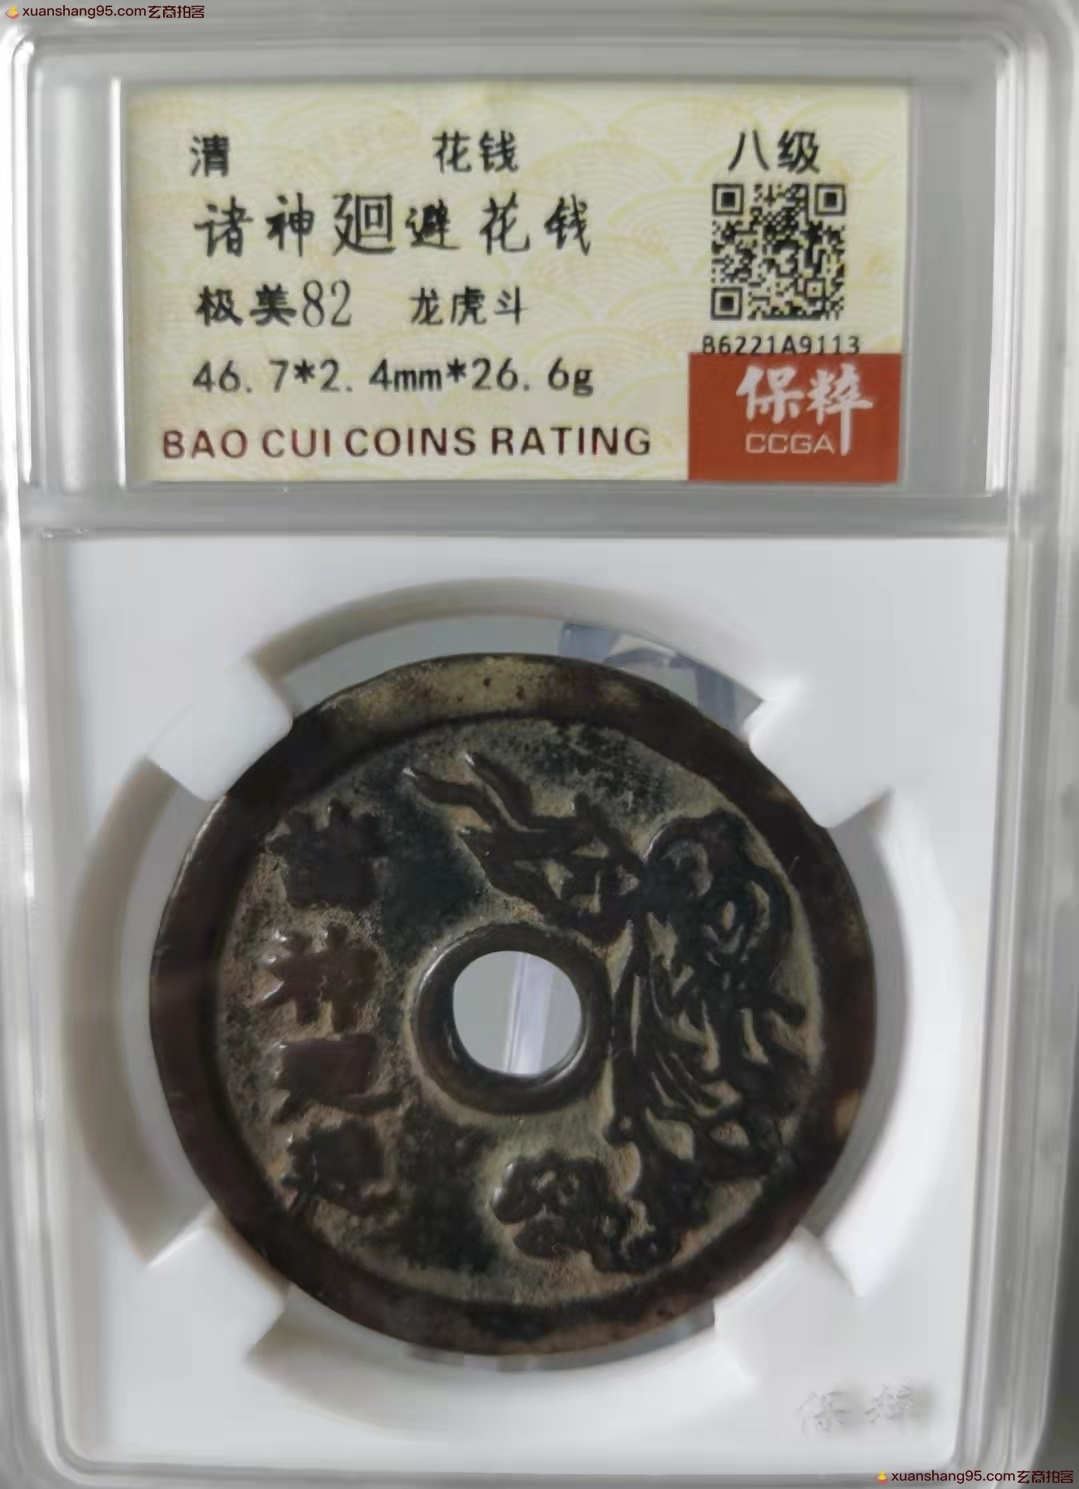 xuanshang95.com玄商拍客
清 花钱 八级
诸神廻避花钱
极美82 龙虎斗
B6221A9113
46.7*2.4mm*26.6g
保粹
CCGA
BAO CUI COINS RATING
保粹
xuanshang95.com玄商拍客